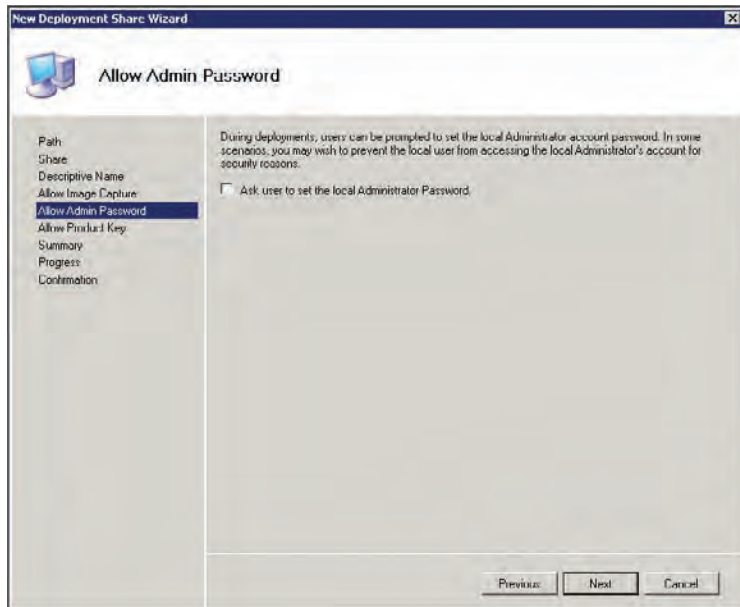 New Deployment Share Wizard
Allow Admin Password
Path
Share
Descriptive Name
Allow Image Capture
Allow Admin Password
Allow Product Key
Summary
Progress
Confirmation
During deployments, users can be prompted to set the local Administrator account password. In some
scenarios, you may wish to prevent the local user from accessing the local Administrator's account for
security reasons.
Ask user to set the local Administrator Password.
Previous
Next
Cancel